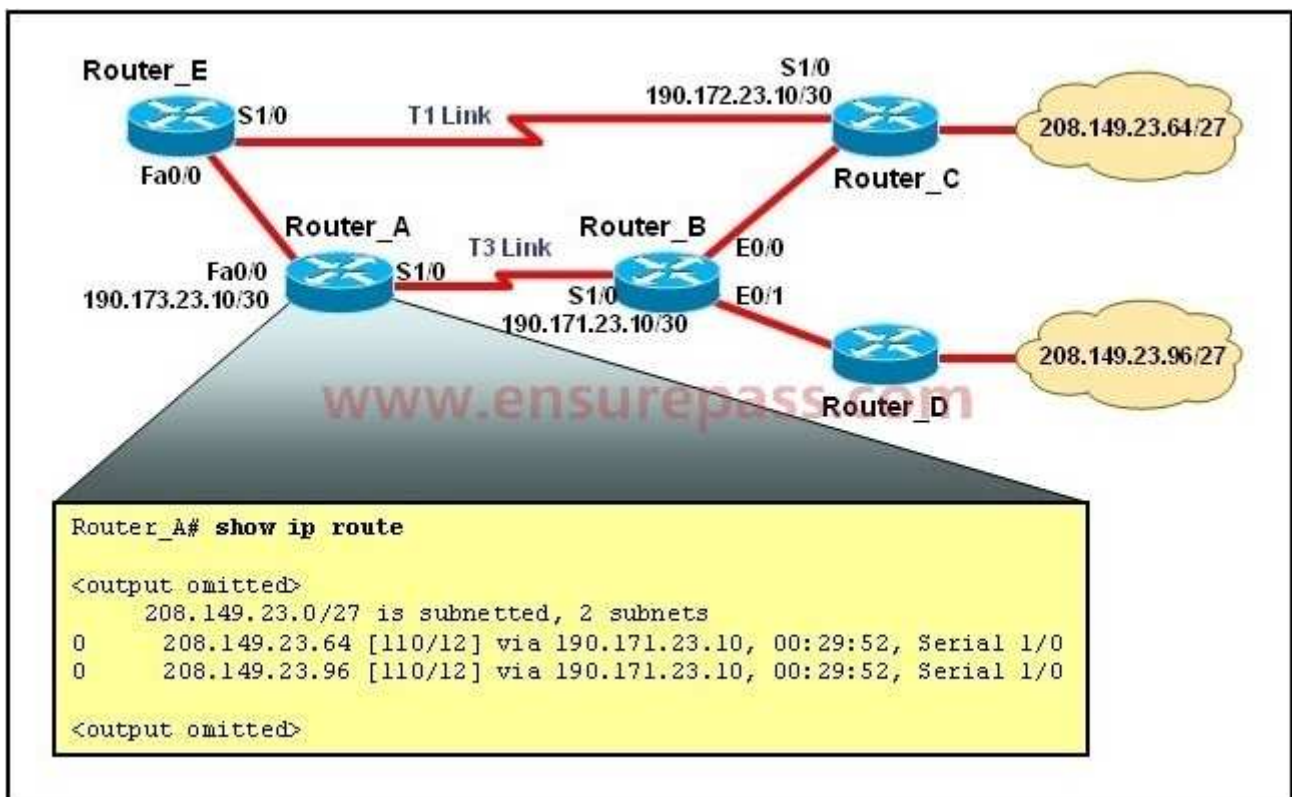 Router_E
S1/0
T1 Link
S1/0
190.172.23.10/30
208.149.23.64/27
Fa0/0
Router_C
Router_A
T3 Link
Router_B
E0/0
Fa0/0
S1/0
190.173.23.10/30
S1/0
E0/1
190.171.23.10/30
208.149.23.96/27
www.ensurepass.com
Router_D
Router_A# show ip route
<output omitted>
208.149.23.0/27 is subnetted, 2 subnets
O 208.149.23.64 [110/12] via 190.171.23.10, 00:29:52, Serial 1/0
O 208.149.23.96 [110/12] via 190.171.23.10, 00:29:52, Serial 1/0
<output omitted>